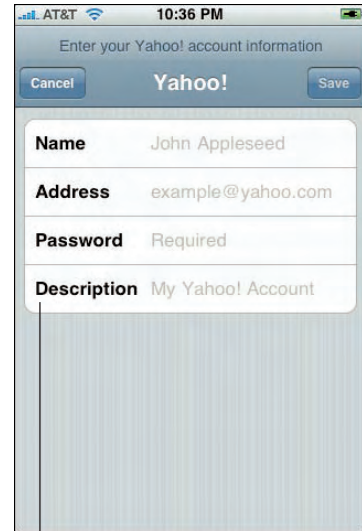 AT&T 10:36 PM
Enter your Yahoo! account information
Cancel Yahoo! Save
Name John Appleseed
Address example@yahoo.com
Password Required
Description My Yahoo! Account